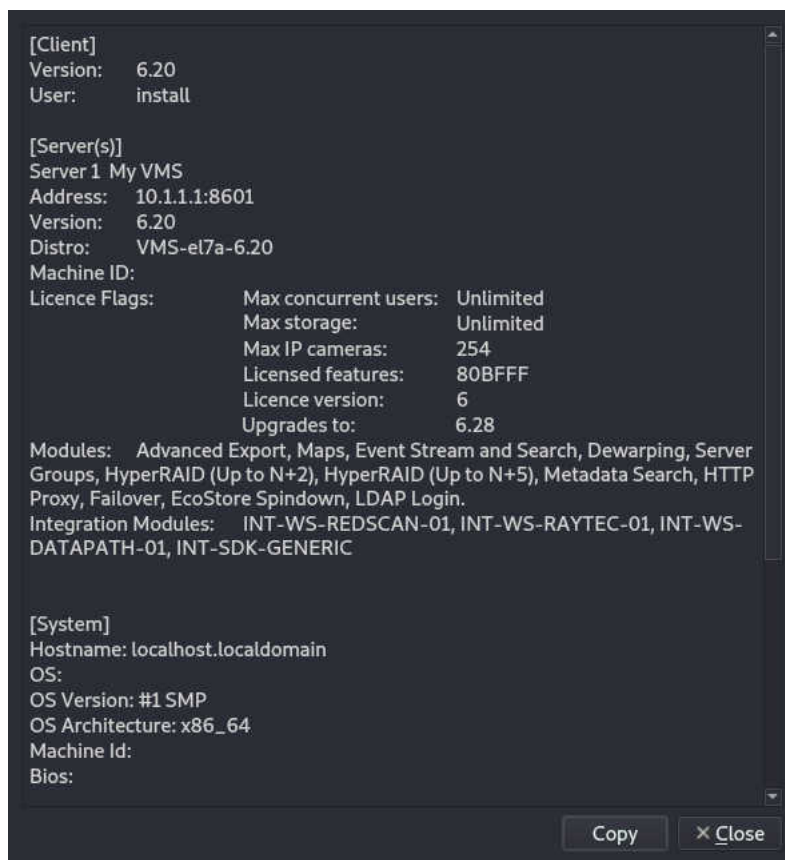 [Client]
Version: 6.20
User: install
[Server(s)]
Server 1 My VMS
Address: 10.1.1.1:8601
Version: 6.20
Distro: VMS-el7a-6.20
Machine ID:
Licence Flags: Max concurrent users: Unlimited
Max storage: Unlimited
Max IP cameras: 254
Licensed features: 80BFFF
Licence version: 6
Upgrades to: 6.28
Modules: Advanced Export, Maps, Event Stream and Search, Dewarping, Server
Groups, HyperRAID (Up to N+2), HyperRAID (Up to N+5), Metadata Search, HTTP
Proxy, Failover, EcoStore Spindown, LDAP Login.
Integration Modules: INT-WS-REDSCAN-01, INT-WS-RAYTEC-01, INT-WS-
DATAPATH-01, INT-SDK-GENERIC
[System]
Hostname: localhost.localdomain
OS:
OS Version: #1 SMP
OS Architecture: x86_64
Machine Id:
Bios:
Copy × Close